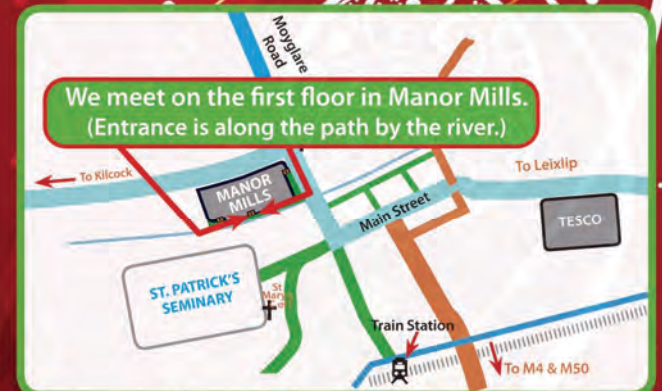 Moyglare
Road
We meet on the first floor in Manor Mills.
(Entrance is along the path by the river.)
To Kilcock
MANOR
MILLS
To Leixlip
Main Street
TESCO
ST. PATRICK'S
SEMINARY
St
Mary's
Train Station
To M4 & M50